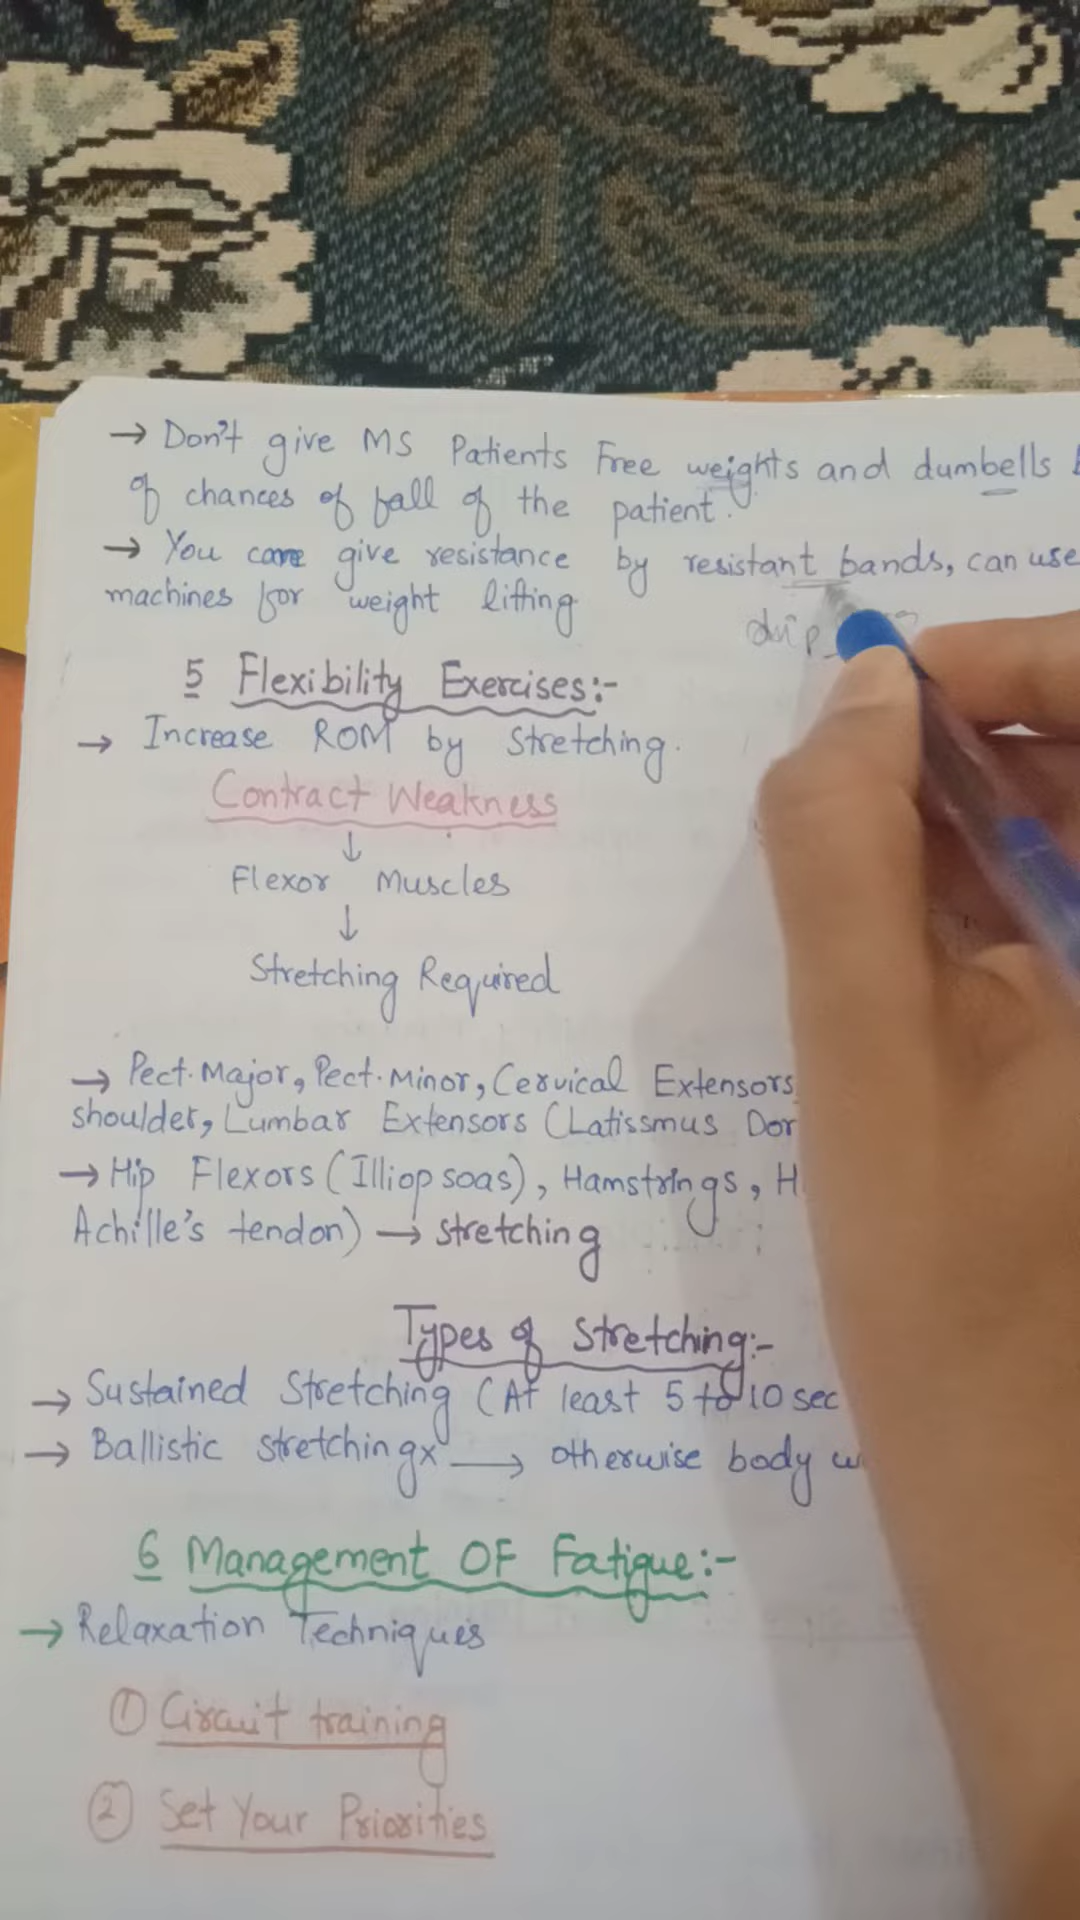 → Don't give MS Patients Free weights and dumbells
of chances of fall of the patient.
→ You can give resistance by resistant bands, can use
machines for weight lifting
5 Flexibility Exercises:-
→ Increase ROM by Stretching.
Contract Weakness
↓
Flexor Muscles
↓
Stretching Required
→ Pect. Major, Pect. Minor, Cervical Extensors
shoulder, Lumbar Extensors (Latissmus Dor
→ Hip Flexors (Illiopsoas), Hamstrings, H
Achille's tendon) → stretching
Types of Stretching:-
→ Sustained Stretching (At least 5 to 10 sec
→ Ballistic stretching x → otherwise body w
6 Management OF Fatigue:-
→ Relaxation Techniques
① Circuit training
② Set Your Priorities